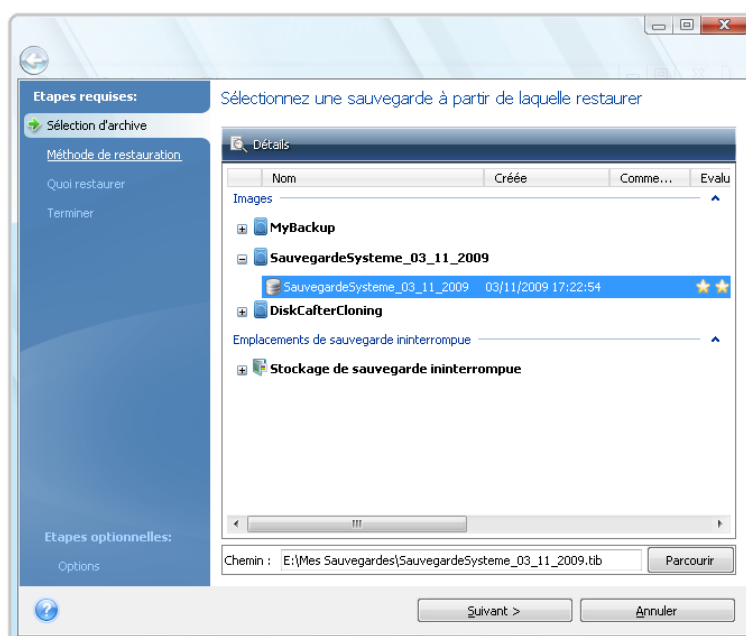 Etapes requises:
Sélection d'archive
Méthode de restauration
Quoi restaurer
Terminer
Etapes optionnelles:
Options
Sélectionnez une sauvegarde à partir de laquelle restaurer
Détails
Nom Créée Comme... Evalu
Images
MyBackup
SauvegardeSysteme_03_11_2009
SauvegardeSysteme_03_11_2009 03/11/2009 17:22:54
DiskCafterCloning
Emplacements de sauvegarde ininterrompue
Stockage de sauvegarde ininterrompue
Chemin : E:\Mes Sauvegardes\SauvegardeSysteme_03_11_2009.tib Parcourir
Suivant > Annuler